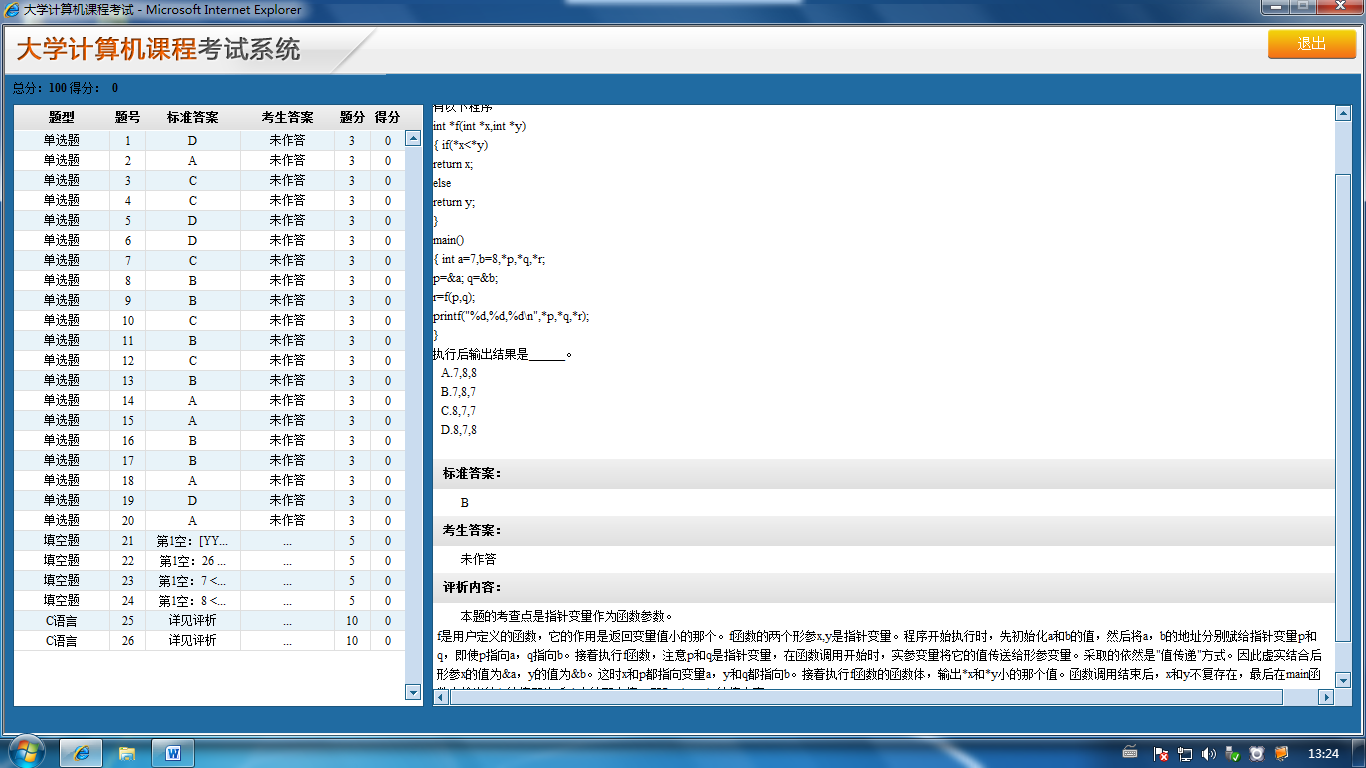 大学计算机课程考试 - Microsoft Internet Explorer
大学计算机课程考试系统
退出
总分：100 得分： 0
题型 题号 标准答案 考生答案 题分 得分
单选题 1 D 未作答 3 0
单选题 2 A 未作答 3 0
单选题 3 C 未作答 3 0
单选题 4 C 未作答 3 0
单选题 5 D 未作答 3 0
单选题 6 D 未作答 3 0
单选题 7 C 未作答 3 0
单选题 8 B 未作答 3 0
单选题 9 B 未作答 3 0
单选题 10 C 未作答 3 0
单选题 11 B 未作答 3 0
单选题 12 C 未作答 3 0
单选题 13 B 未作答 3 0
单选题 14 A 未作答 3 0
单选题 15 A 未作答 3 0
单选题 16 B 未作答 3 0
单选题 17 B 未作答 3 0
单选题 18 A 未作答 3 0
单选题 19 D 未作答 3 0
单选题 20 A 未作答 3 0
填空题 21 第1空：[YY... ... 5 0
填空题 22 第1空：26 ... ... 5 0
填空题 23 第1空：7 <... ... 5 0
填空题 24 第1空：8 <... ... 5 0
C语言 25 详见评析 10 0
C语言 26 详见评析 10 0
有以下程序
int *f(int *x,int *y)
{ if(*x<*y)
return x;
else
return y;
}
main()
{ int a=7,b=8,*p,*q,*r;
p=&a; q=&b;
r=f(p,q);
printf("%d,%d,%d\n",*p,*q,*r);
}
执行后输出结果是______。
A.7,8,8
B.7,8,7
C.8,7,7
D.8,7,8
标准答案：
B
考生答案：
未作答
评析内容：
本题的考查点是指针变量作为函数参数。
f是用户定义的函数，它的作用是返回变量值小的那个。f函数的两个形参x,y是指针变量。程序开始执行时，先初始化a和b的值，然后将a，b的地址分别赋给指针变量p和
q，即使p指向a，q指向b。接着执行f函数，注意p和q是指针变量，在函数调用开始时，实参变量将它的值传送给形参变量。采取的依然是"值传递"方式。因此虚实结合后
形参x的值为&a，y的值为&b。这时x和p都指向变量a，y和q都指向b。接着执行f函数的函数体，输出*x和*y小的那个值。函数调用结束后，x和y不复存在，最后在main函
13:24